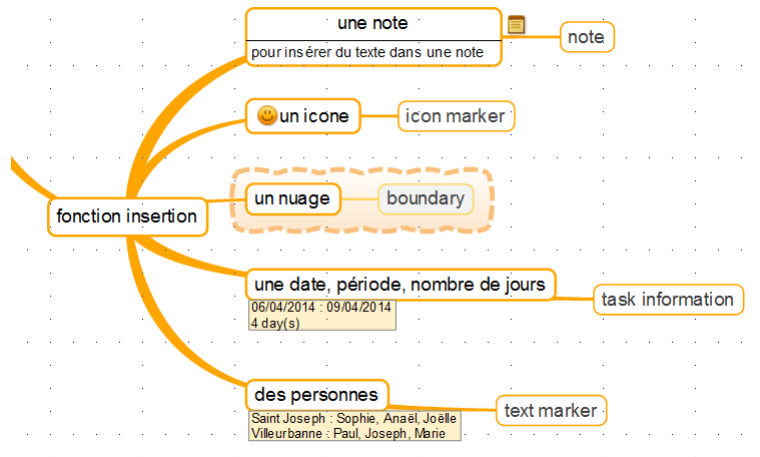 une note
pour insérer du texte dans une note
note
un icone
icon marker
un nuage
boundary
fonction insertion
une date, période, nombre de jours
06/04/2014 : 09/04/2014
4 day(s)
task information
des personnes
Saint Joseph : Sophie, Anaël, Joëlle
Villeurbanne : Paul, Joseph, Marie
text marker